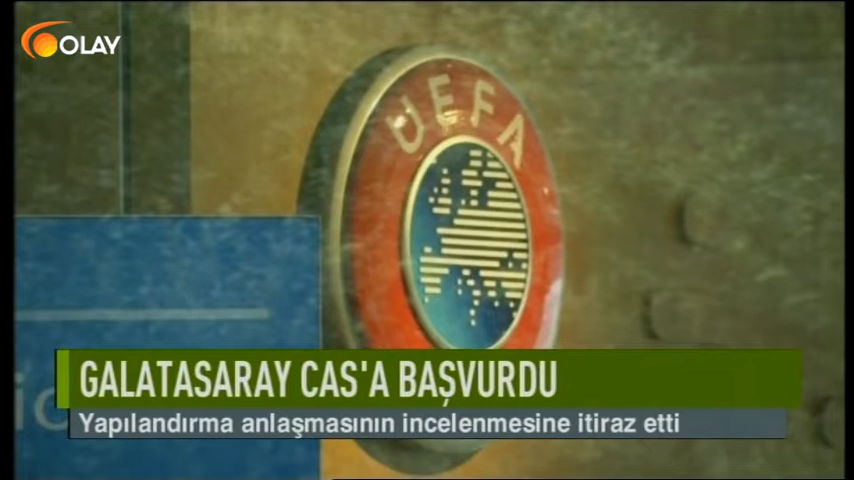 OLAY
UEFA
GALATASARAY CAS'A BAŞVURDU
Yapılandırma anlaşmasının incelenmesine itiraz etti